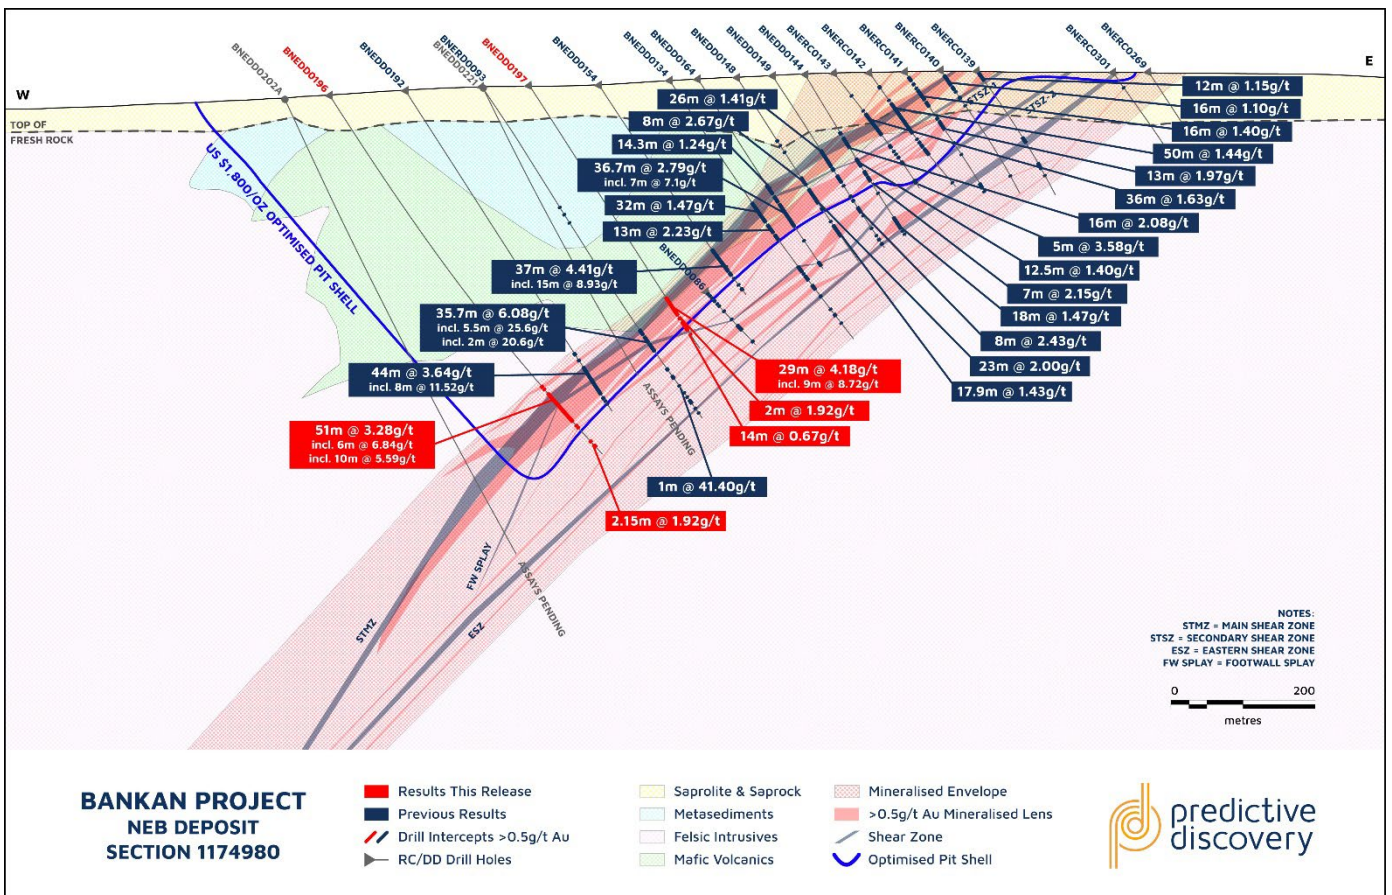 BNEDD0202A
BNEDD0196
BNEDD0192
BNERD0093
BNEDD0221
BNEDD0197
BNEDD0154
BNEDD0134
BNEDD0164
BNEDD0148
BNEDD0149
BNEDD0144
BNERC0143
BNERC0142
BNERC0141
BNERC0140
BNERC0139
BNERC0301
BNERC0269
W
E
TOP OF
FRESH ROCK
US $1,800/OZ OPTIMISED PIT SHELL
26m @ 1.41g/t
8m @ 2.67g/t
14.3m @ 1.24g/t
36.7m @ 2.79g/t
incl. 7m @ 7.1g/t
32m @ 1.47g/t
13m @ 2.23g/t
BNEDD0086
37m @ 4.41g/t
incl. 15m @ 8.93g/t
35.7m @ 6.08g/t
incl. 5.5m @ 25.6g/t
incl. 2m @ 20.6g/t
44m @ 3.64g/t
incl. 8m @ 11.52g/t
51m @ 3.28g/t
incl. 6m @ 6.84g/t
incl. 10m @ 5.59g/t
STSZ-2
12m @ 1.15g/t
16m @ 1.10g/t
16m @ 1.40g/t
50m @ 1.44g/t
13m @ 1.97g/t
36m @ 1.63g/t
16m @ 2.08g/t
5m @ 3.58g/t
12.5m @ 1.40g/t
7m @ 2.15g/t
18m @ 1.47g/t
8m @ 2.43g/t
23m @ 2.00g/t
17.9m @ 1.43g/t
29m @ 4.18g/t
incl. 9m @ 8.72g/t
2m @ 1.92g/t
14m @ 0.67g/t
ASSAYS PENDING
1m @ 41.40g/t
2.15m @ 1.92g/t
FW SPLAY
ASSAYS PENDING
STMZ
ESZ
NOTES:
STMZ = MAIN SHEAR ZONE
STSZ = SECONDARY SHEAR ZONE
ESZ = EASTERN SHEAR ZONE
FW SPLAY = FOOTWALL SPLAY
0 200
metres
BANKAN PROJECT
NEB DEPOSIT
SECTION 1174980
Results This Release
Previous Results
Drill Intercepts >0.5g/t Au
RC/DD Drill Holes
Saprolite & Saprock
Metasediments
Felsic Intrusives
Mafic Volcanics
Mineralised Envelope
>0.5g/t Au Mineralised Lens
Shear Zone
Optimised Pit Shell
predictive
discovery